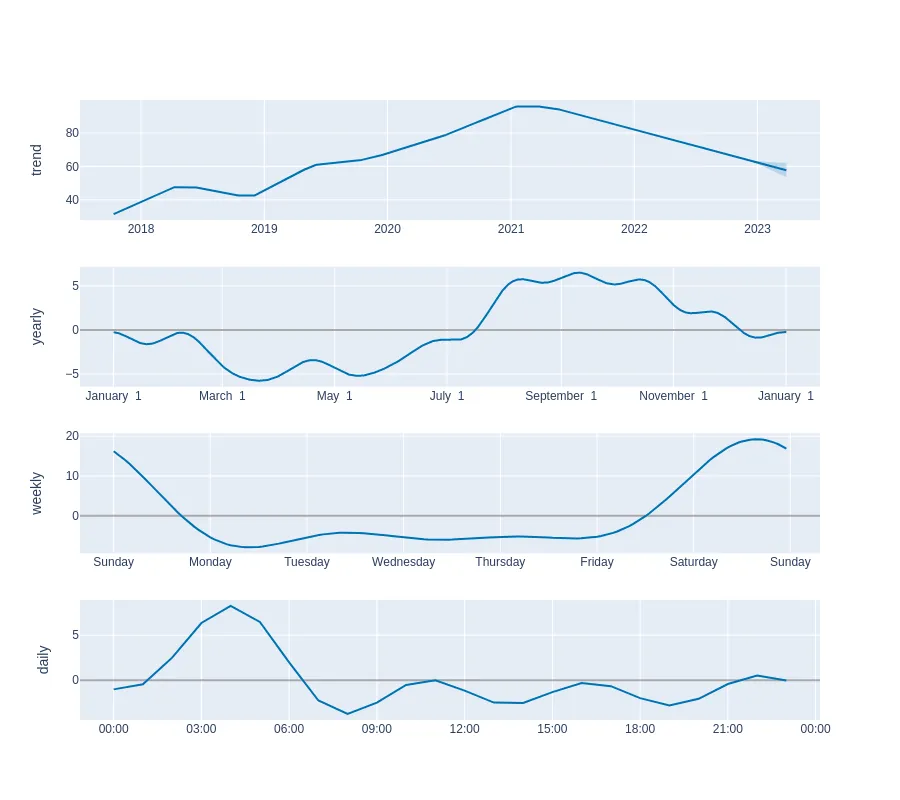 trend
80
60
40
2018 2019 2020 2021 2022 2023
yearly
5
0
−5
January 1 March 1 May 1 July 1 September 1 November 1 January 1
weekly
20
10
0
Sunday Monday Tuesday Wednesday Thursday Friday Saturday Sunday
daily
5
0
00:00 03:00 06:00 09:00 12:00 15:00 18:00 21:00 00:00